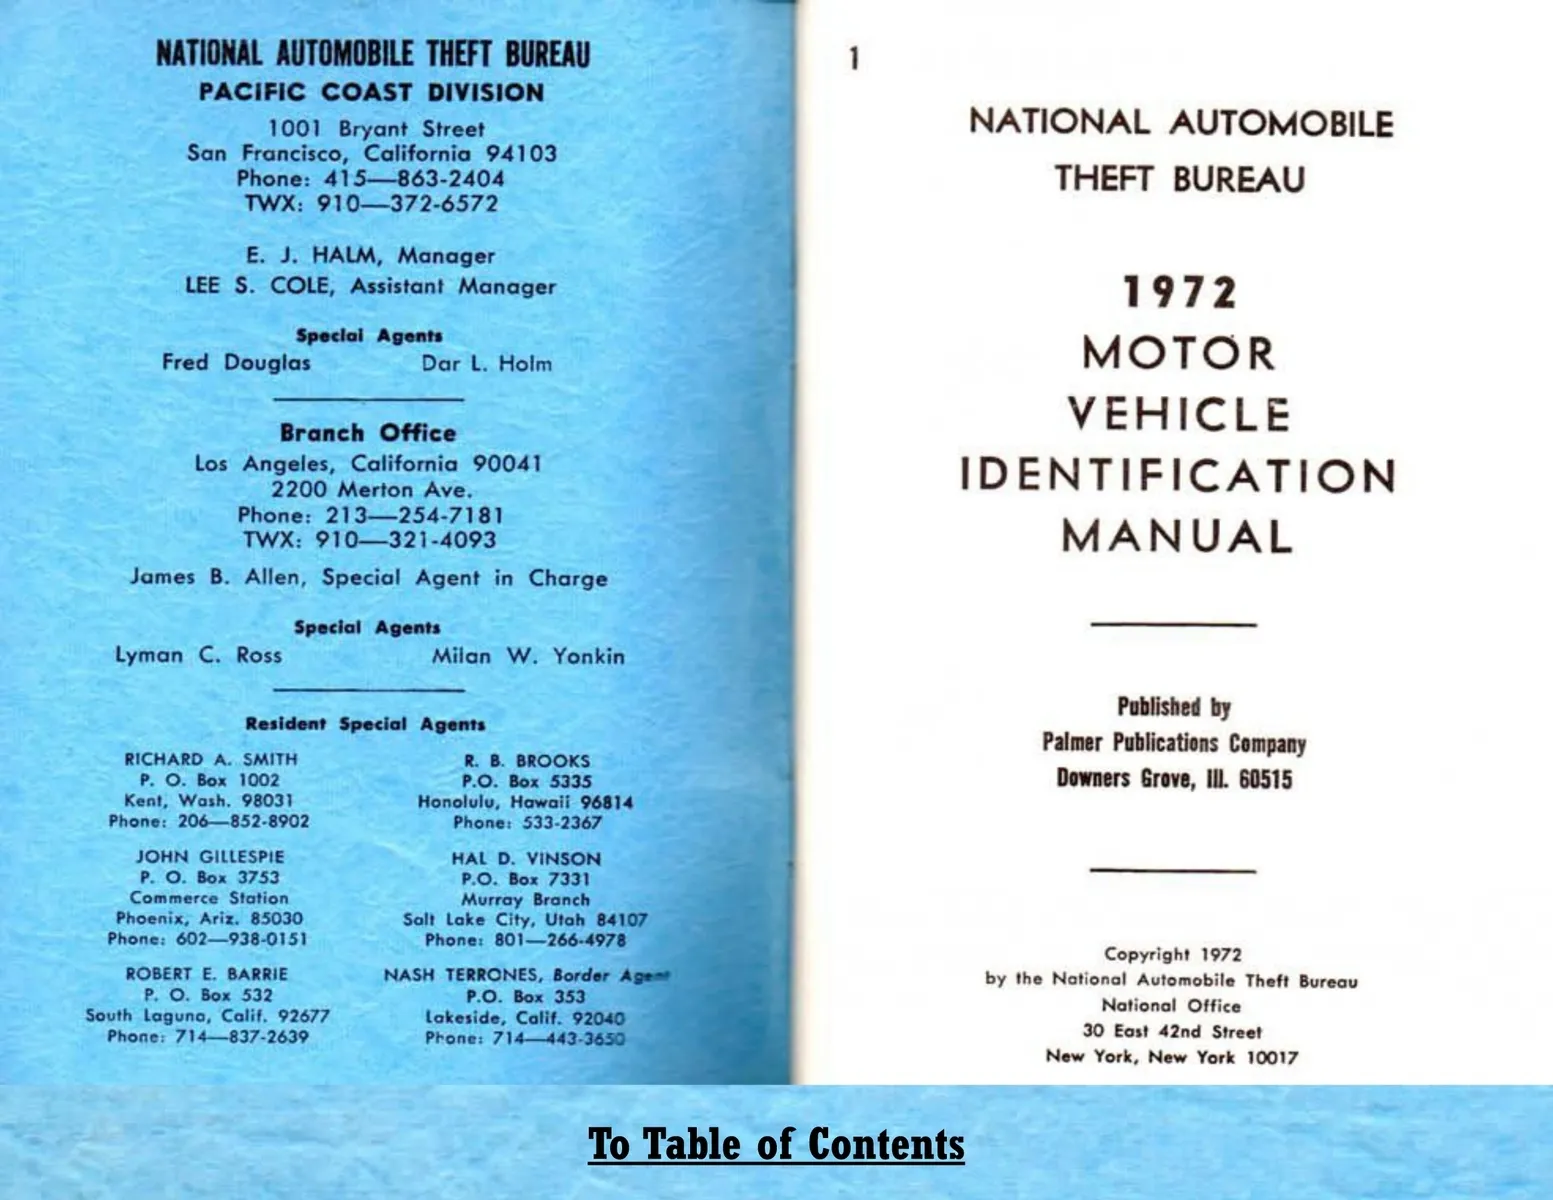 NATIONAL AUTOMOBILE THEFT BUREAU
PACIFIC COAST DIVISION
1001 Bryant Street
San Francisco, California 94103
Phone: 415—863-2404
TWX: 910—372-6572
E. J. HALM, Manager
LEE S. COLE, Assistant Manager
Special Agents
Fred Douglas Dar L. Holm
Branch Office
Los Angeles, California 90041
2200 Merton Ave.
Phone: 213—254-7181
TWX: 910—321-4093
James B. Allen, Special Agent in Charge
Special Agents
Lyman C. Ross Milan W. Yonkin
Resident Special Agents
RICHARD A. SMITH
P. O. Box 1002
Kent, Wash. 98031
Phone: 206—852-8902
R. B. BROOKS
P.O. Box 5335
Honolulu, Hawaii 96814
Phone: 533-2367
JOHN GILLESPIE
P. O. Box 3753
Commerce Station
Phoenix, Ariz. 85030
Phone: 602—938-0151
HAL D. VINSON
P.O. Box 7331
Murray Branch
Salt Lake City, Utah 84107
Phone: 801—266-4978
ROBERT E. BARRIE
P. O. Box 532
South Laguna, Calif. 92677
Phone: 714—837-2639
NASH TERRONES, Border Agent
P.O. Box 353
Lakeside, Calif. 92040
Phone: 714—443-3650
1
NATIONAL AUTOMOBILE
THEFT BUREAU
1972
MOTOR
VEHICLE
IDENTIFICATION
MANUAL
Published by
Palmer Publications Company
Downers Grove, Ill. 60515
Copyright 1972
by the National Automobile Theft Bureau
National Office
30 East 42nd Street
New York, New York 10017
To Table of Contents